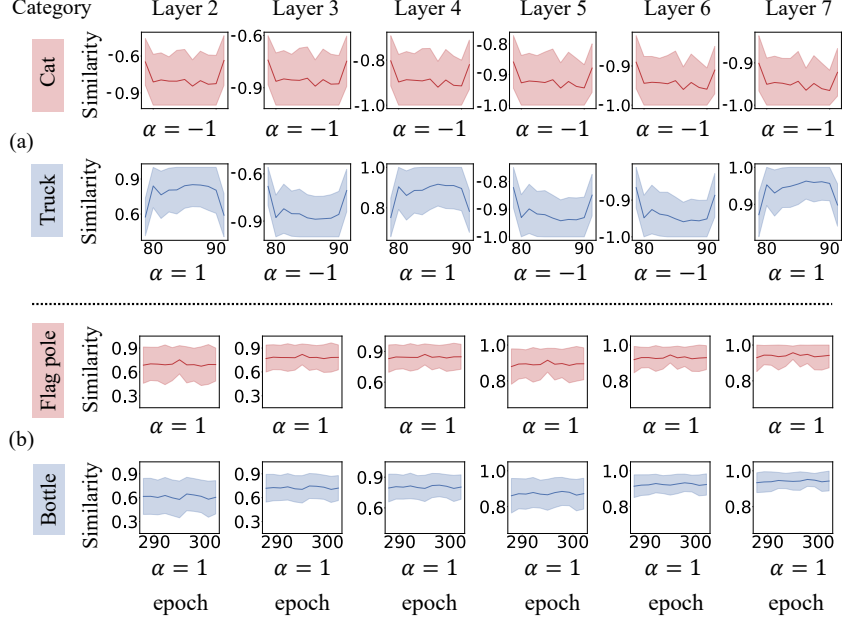 Category Layer 2 Layer 3 Layer 4 Layer 5 Layer 6 Layer 7
(a)
Cat
Similarity
-0.6 -0.9
-0.6 -0.9
-0.8 -1.0
-0.8 -0.9 -1.0
-0.9 -1.0
-0.9 -1.0
α = −1 α = −1 α = −1 α = −1 α = −1 α = −1
Truck
Similarity
0.9 0.6
-0.6 -0.9
1.0 0.8
-0.8 -0.9 -1.0
-0.9 -1.0
1.0 0.9
80 90 80 90 80 90 80 90 80 90 80 90
α = 1 α = −1 α = 1 α = −1 α = −1 α = 1
(b)
Flag pole
Similarity
0.9 0.6 0.3
0.9 0.6 0.3
0.9 0.6
1.0 0.8
1.0 0.8
1.0 0.8
α = 1 α = 1 α = 1 α = 1 α = 1 α = 1
Bottle
Similarity
0.9 0.6 0.3
0.9 0.6 0.3
0.9 0.6
1.0 0.8
1.0 0.8
1.0 0.8
290 300 290 300 290 300 290 300 290 300 290 300
α = 1 α = 1 α = 1 α = 1 α = 1 α = 1
epoch epoch epoch epoch epoch epoch